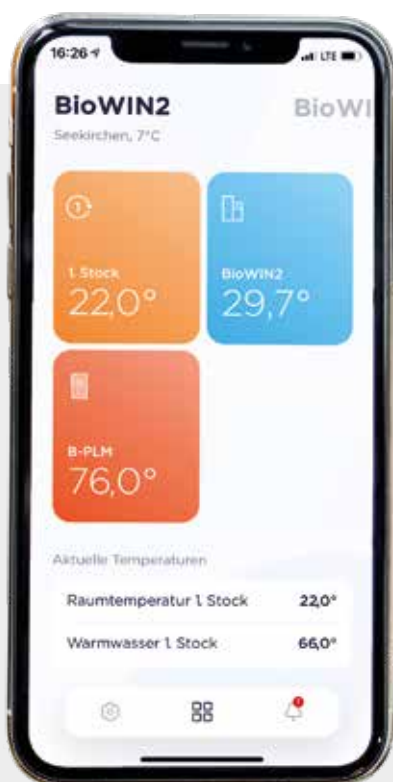 16:26
LTE
BioWIN2 BioWI
Seekirchen, 7°C
1
1. Stock
22,0°
BioWIN2
29,7°
B-PLM
76,0°
Aktuelle Temperaturen
Raumtemperatur 1. Stock 22,0°
Warmwasser 1. Stock 66,0°